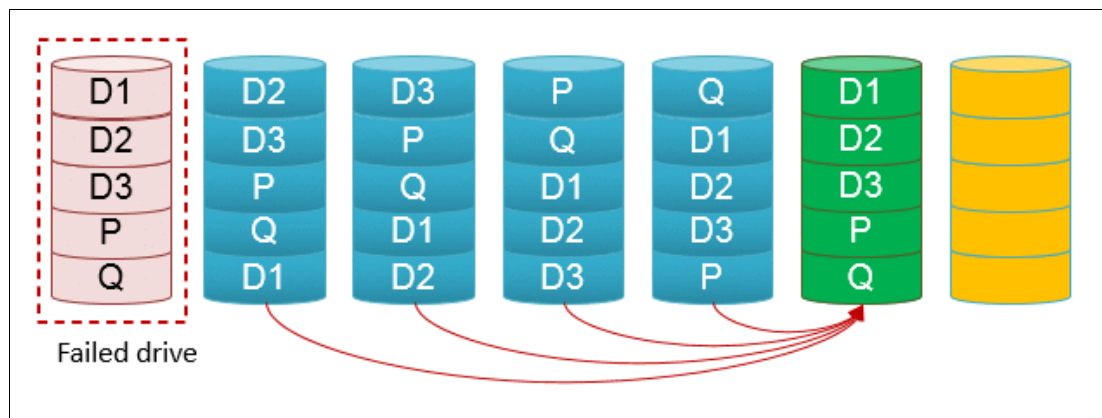 D1 D2 D3 P Q D1
D2 D3 P Q D1 D2
D3 P Q D1 D2 D3
P Q D1 D2 D3 P
Q D1 D2 D3 P Q
Failed drive